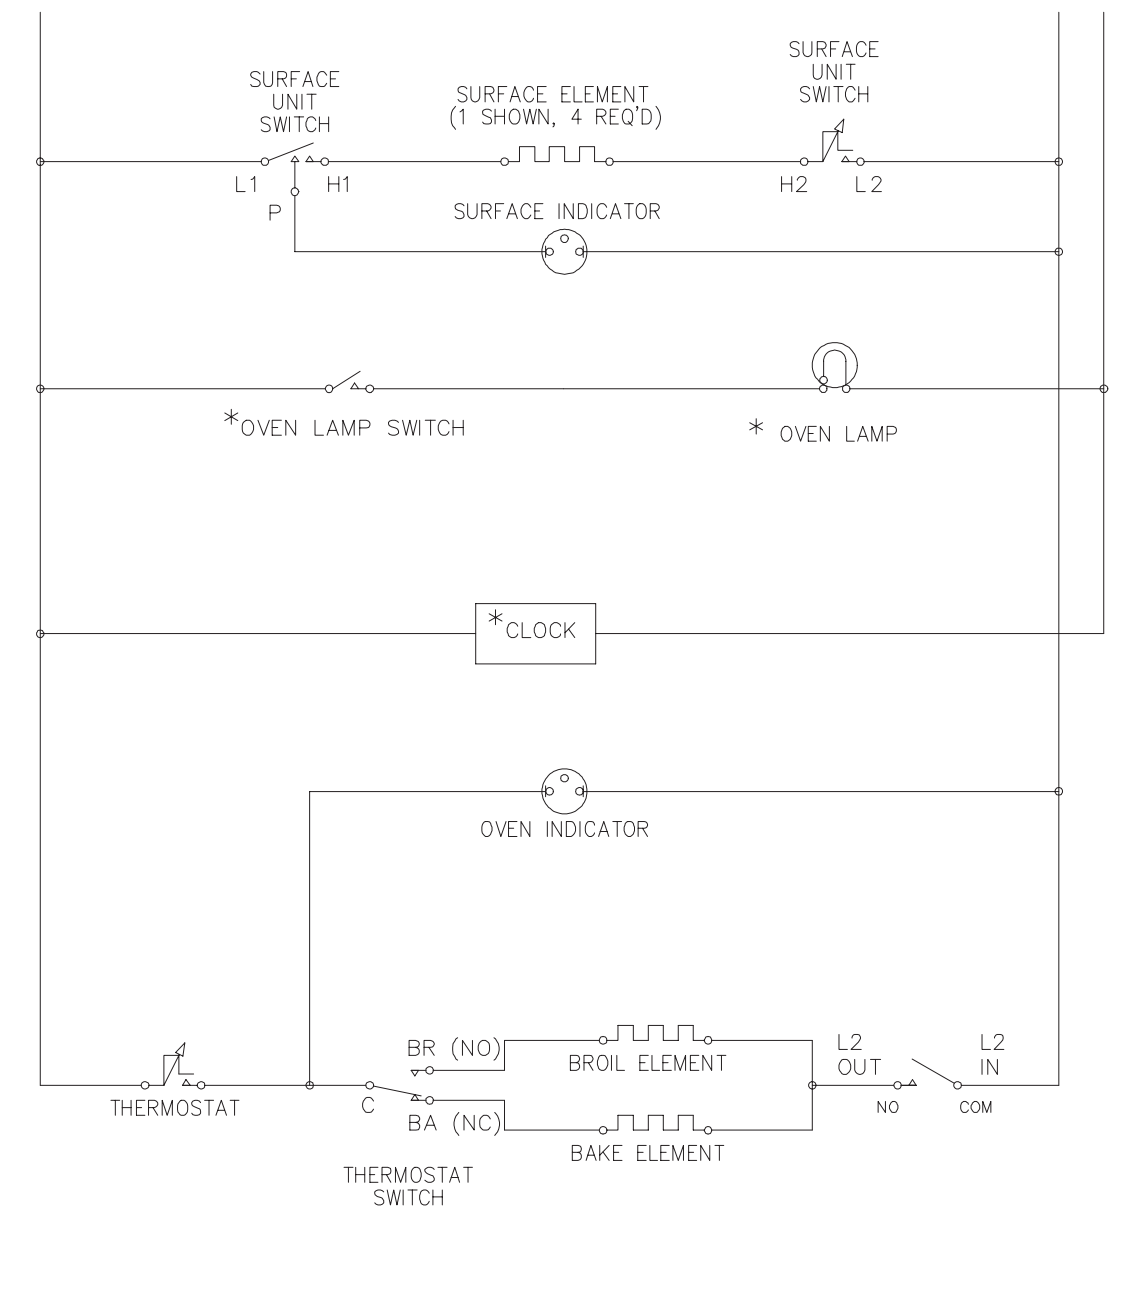 SURFACE
UNIT
SWITCH
SURFACE ELEMENT
(1 SHOWN, 4 REQ'D)
SURFACE
UNIT
SWITCH
L1
H1
H2
L2
P
SURFACE INDICATOR
*OVEN LAMP SWITCH
* OVEN LAMP
*CLOCK
OVEN INDICATOR
BR (NO)
BROIL ELEMENT
L2
OUT
L2
IN
THERMOSTAT
C
BA (NC)
NO
COM
BAKE ELEMENT
THERMOSTAT
SWITCH